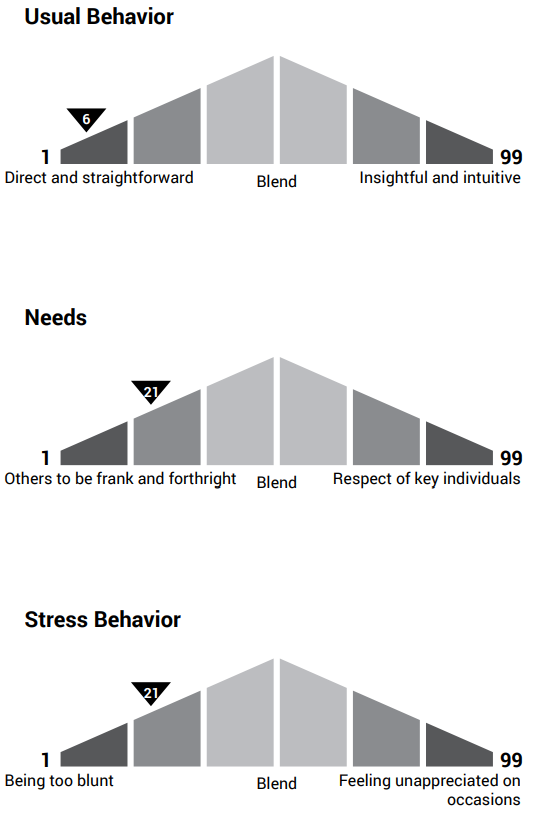 Usual Behavior
6
1
99
Direct and straightforward
Blend
Insightful and intuitive
Needs
21
1
99
Others to be frank and forthright
Blend
Respect of key individuals
Stress Behavior
21
1
99
Being too blunt
Blend
Feeling unappreciated on
occasions